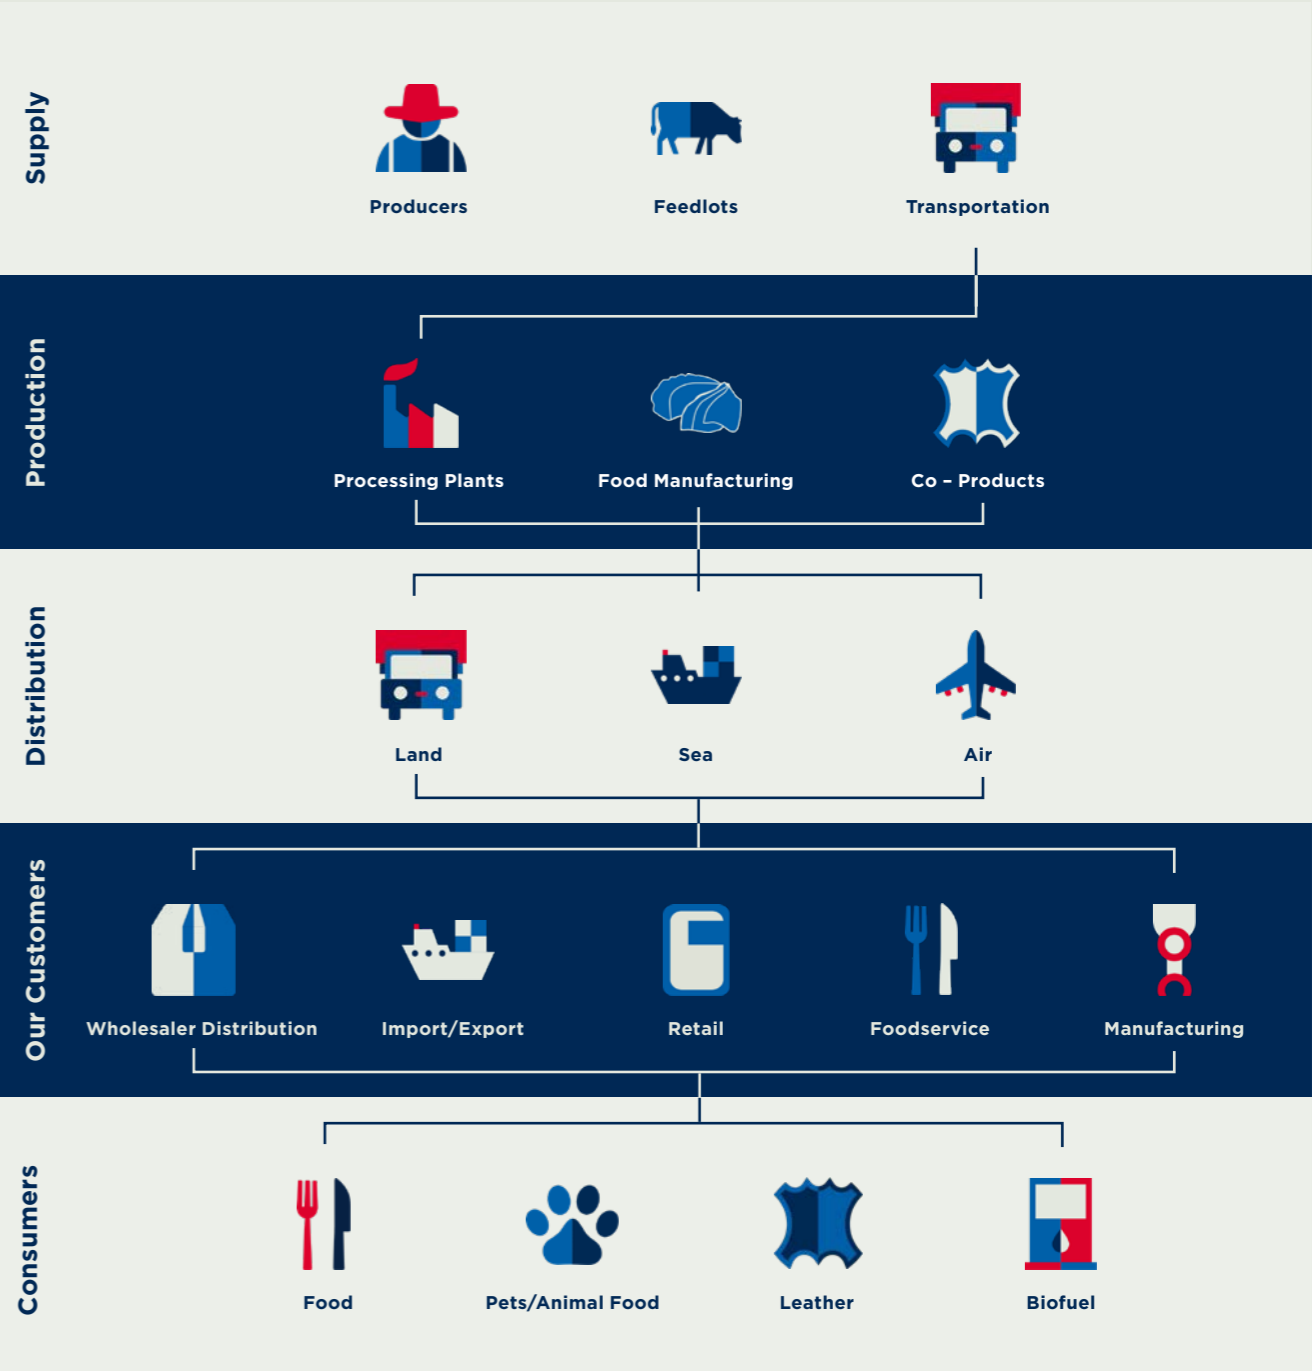 Supply
Producers
Feedlots
Transportation
Production
Processing Plants
Food Manufacturing
Co – Products
Distribution
Land
Sea
Air
Our Customers
Wholesaler Distribution
Import/Export
Retail
Foodservice
Manufacturing
Consumers
Food
Pets/Animal Food
Leather
Biofuel